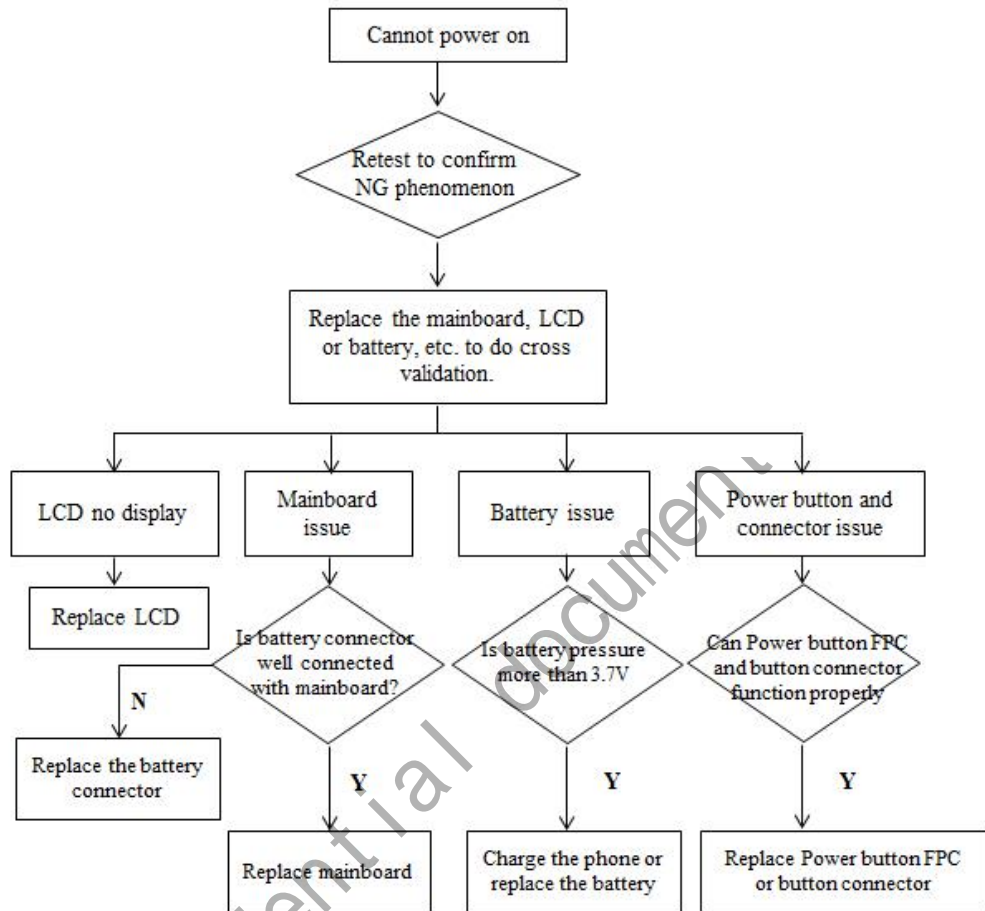 Cannot power on
Retest to confirm
NG phenomenon
Replace the mainboard, LCD
or battery, etc. to do cross
validation.
LCD no display
Mainboard
issue
Battery issue
Power button and
connector issue
Replace LCD
Is battery connector
well connected
with mainboard?
Is battery pressure
more than 3.7V
Can Power button FPC
and button connector
function properly
N
Replace the battery
connector
Y
Y
Y
Replace mainboard
Charge the phone or
replace the battery
Replace Power button FPC
or button connector
ential document